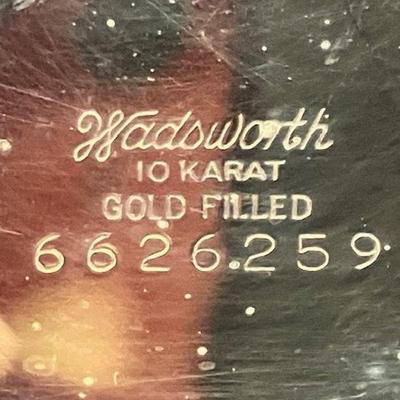 Wadsworth
10 KARAT
GOLD FILLED
6626259